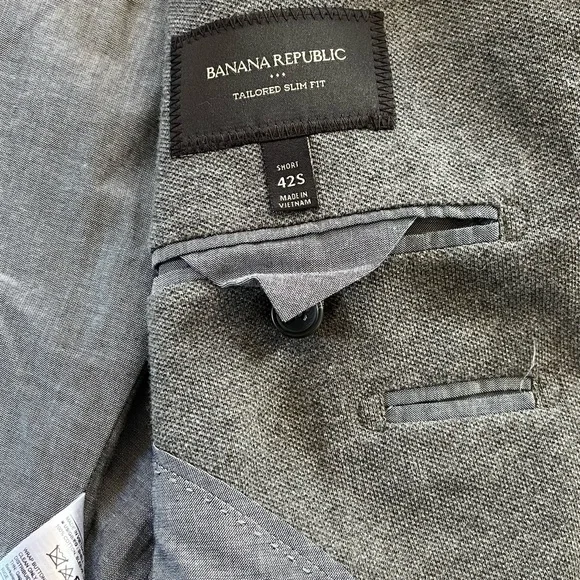 BANANA REPUBLIC
TAILORED SLIM FIT
SHORT
42S
MADE IN
VIETNAM